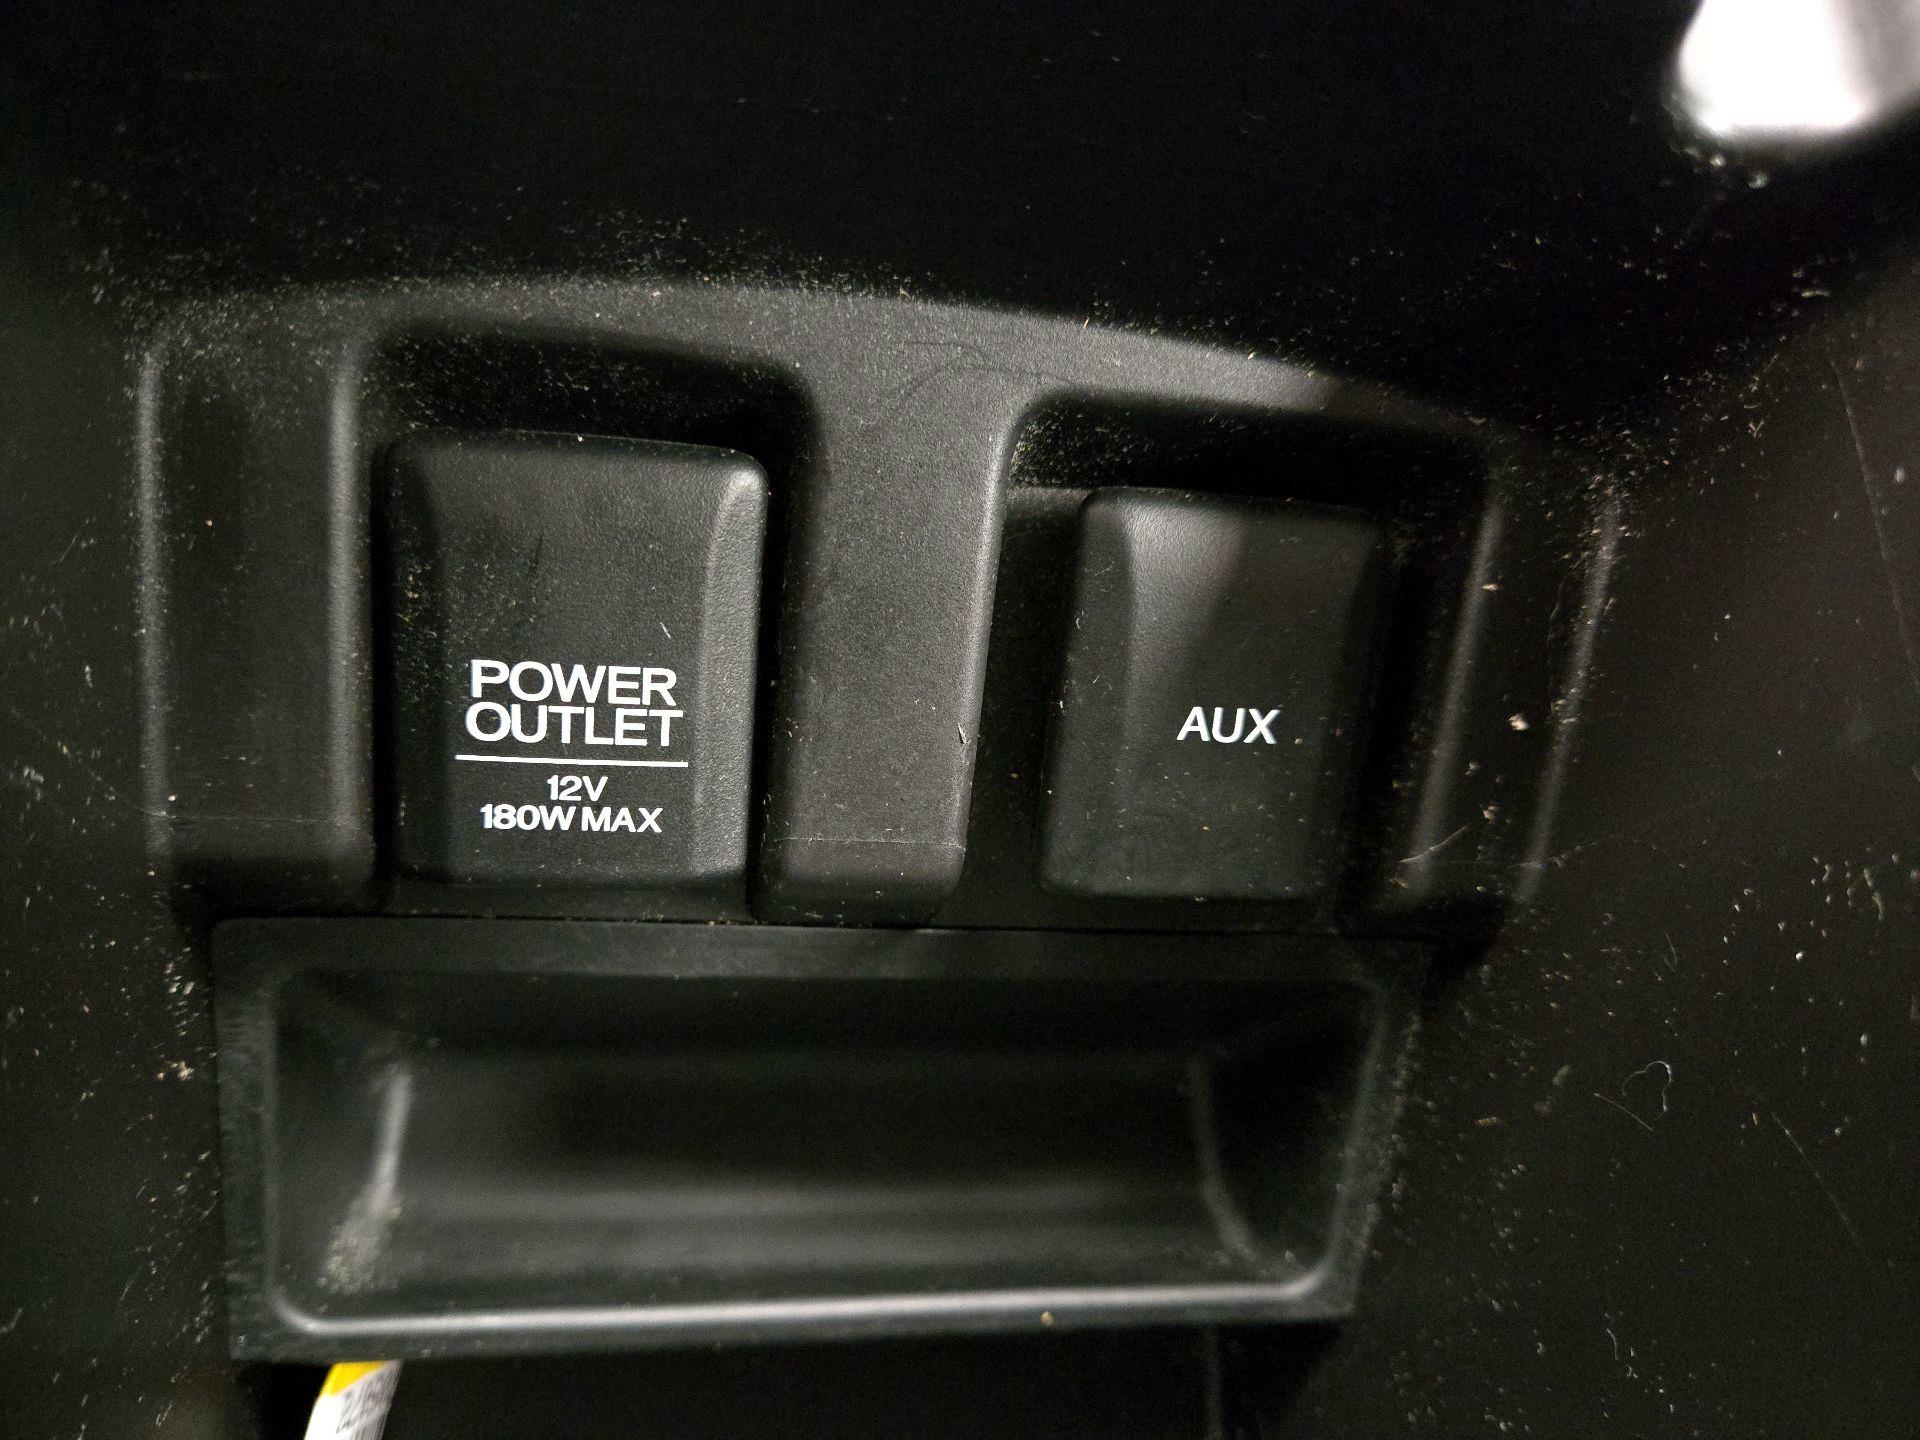 POWER
OUTLET
12V
180W MAX
AUX